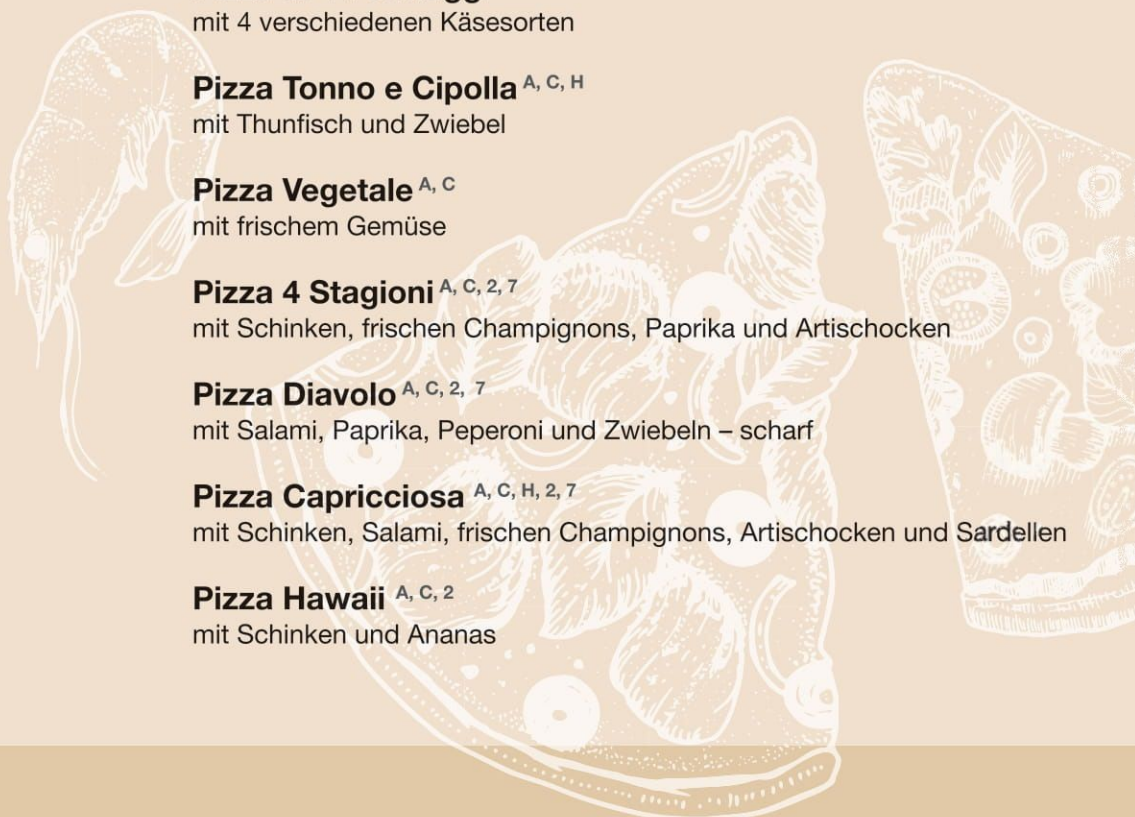 mit 4 verschiedenen Käsesorten
Pizza Tonno e Cipolla A, C, H
mit Thunfisch und Zwiebel
Pizza Vegetale A, C
mit frischem Gemüse
Pizza 4 Stagioni A, C, 2, 7
mit Schinken, frischen Champignons, Paprika und Artischocken
Pizza Diavolo A, C, 2, 7
mit Salami, Paprika, Peperoni und Zwiebeln – scharf
Pizza Capricciosa A, C, H, 2, 7
mit Schinken, Salami, frischen Champignons, Artischocken und Sardellen
Pizza Hawaii A, C, 2
mit Schinken und Ananas